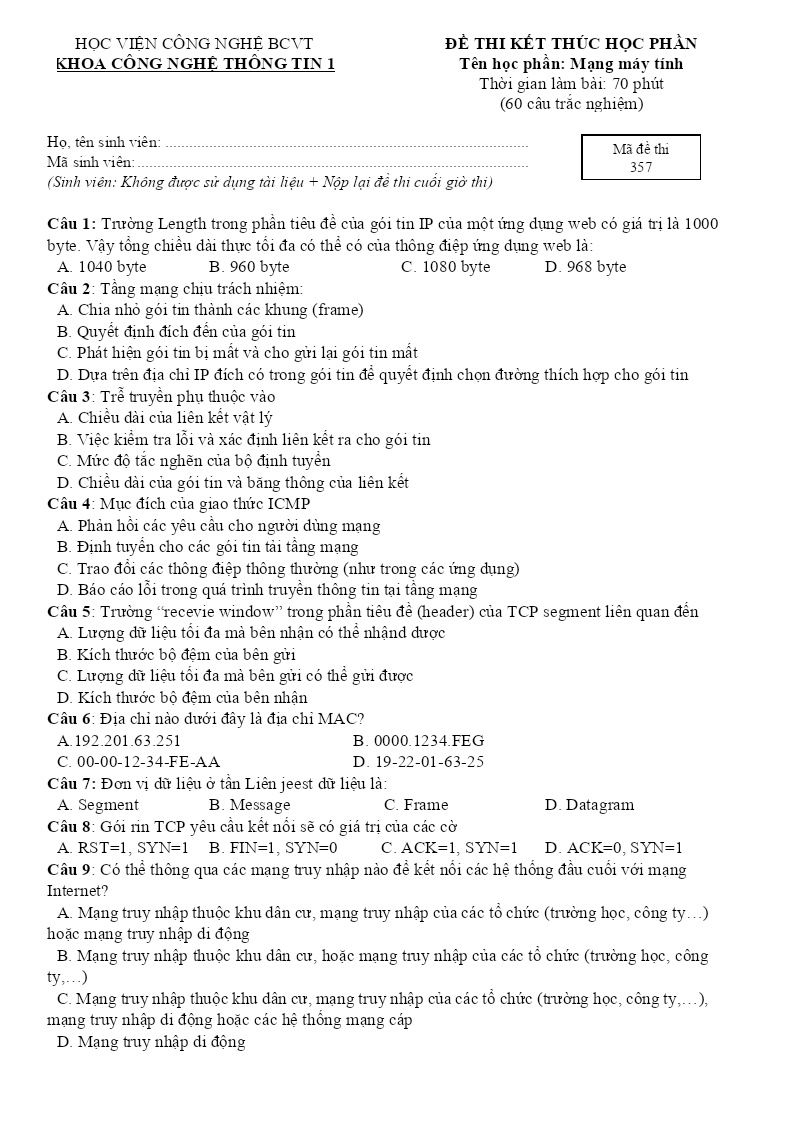 HỌC VIỆN CÔNG NGHỆ BCVT
KHOA CÔNG NGHỆ THÔNG TIN 1
ĐỀ THI KẾT THÚC HỌC PHẦN
Tên học phần: Mạng máy tính
Thời gian làm bài: 70 phút
(60 câu trắc nghiệm)
Họ, tên sinh viên: ..........................................................................................
Mã sinh viên: .................................................................................................
(Sinh viên: Không được sử dụng tài liệu + Nộp lại đề thi cuối giờ thi)
Mã đề thi
357
Câu 1: Trường Length trong phần tiêu đề của gói tin IP của một ứng dụng web có giá trị là 1000
byte. Vậy tổng chiều dài thực tối đa có thể có của thông điệp ứng dụng web là:
A. 1040 byte B. 960 byte C. 1080 byte D. 968 byte
Câu 2: Tầng mạng chịu trách nhiệm:
A. Chia nhỏ gói tin thành các khung (frame)
B. Quyết định đích đến của gói tin
C. Phát hiện gói tin bị mất và cho gửi lại gói tin mất
D. Dựa trên địa chỉ IP đích có trong gói tin để quyết định chọn đường thích hợp cho gói tin
Câu 3: Trễ truyền phụ thuộc vào
A. Chiều dài của liên kết vật lý
B. Việc kiểm tra lỗi và xác định liên kết ra cho gói tin
C. Mức độ tắc nghẽn của bộ định tuyến
D. Chiều dài của gói tin và băng thông của liên kết
Câu 4: Mục đích của giao thức ICMP
A. Phản hồi các yêu cầu cho người dùng mạng
B. Định tuyến cho các gói tin tài tầng mạng
C. Trao đổi các thông điệp thông thường (như trong các ứng dụng)
D. Báo cáo lỗi trong quá trình truyền thông tin tại tầng mạng
Câu 5: Trường “recevie window” trong phần tiêu đề (header) của TCP segment liên quan đến
A. Lượng dữ liệu tối đa mà bên nhận có thể nhậnd dược
B. Kích thước bộ đệm của bên gửi
C. Lượng dữ liệu tối đa mà bên gửi có thể gửi được
D. Kích thước bộ đệm của bên nhận
Câu 6: Địa chỉ nào dưới đây là địa chỉ MAC?
A.192.201.63.251 B. 0000.1234.FEG
C. 00-00-12-34-FE-AA D. 19-22-01-63-25
Câu 7: Đơn vị dữ liệu ở tần Liên jeest dữ liệu là:
A. Segment B. Message C. Frame D. Datagram
Câu 8: Gói rin TCP yêu cầu kết nối sẽ có giá trị của các cờ
A. RST=1, SYN=1 B. FIN=1, SYN=0 C. ACK=1, SYN=1 D. ACK=0, SYN=1
Câu 9: Có thể thông qua các mạng truy nhập nào để kết nối các hệ thống đầu cuối với mạng
Internet?
A. Mạng truy nhập thuộc khu dân cư, mạng truy nhập của các tổ chức (trường học, công ty…)
hoặc mạng truy nhập di động
B. Mạng truy nhập thuộc khu dân cư, hoặc mạng truy nhập của các tổ chức (trường học, công
ty,…)
C. Mạng truy nhập thuộc khu dân cư, mạng truy nhập của các tổ chức (trường học, công ty,…),
mạng truy nhập di động hoặc các hệ thống mạng cáp
D. Mạng truy nhập di động